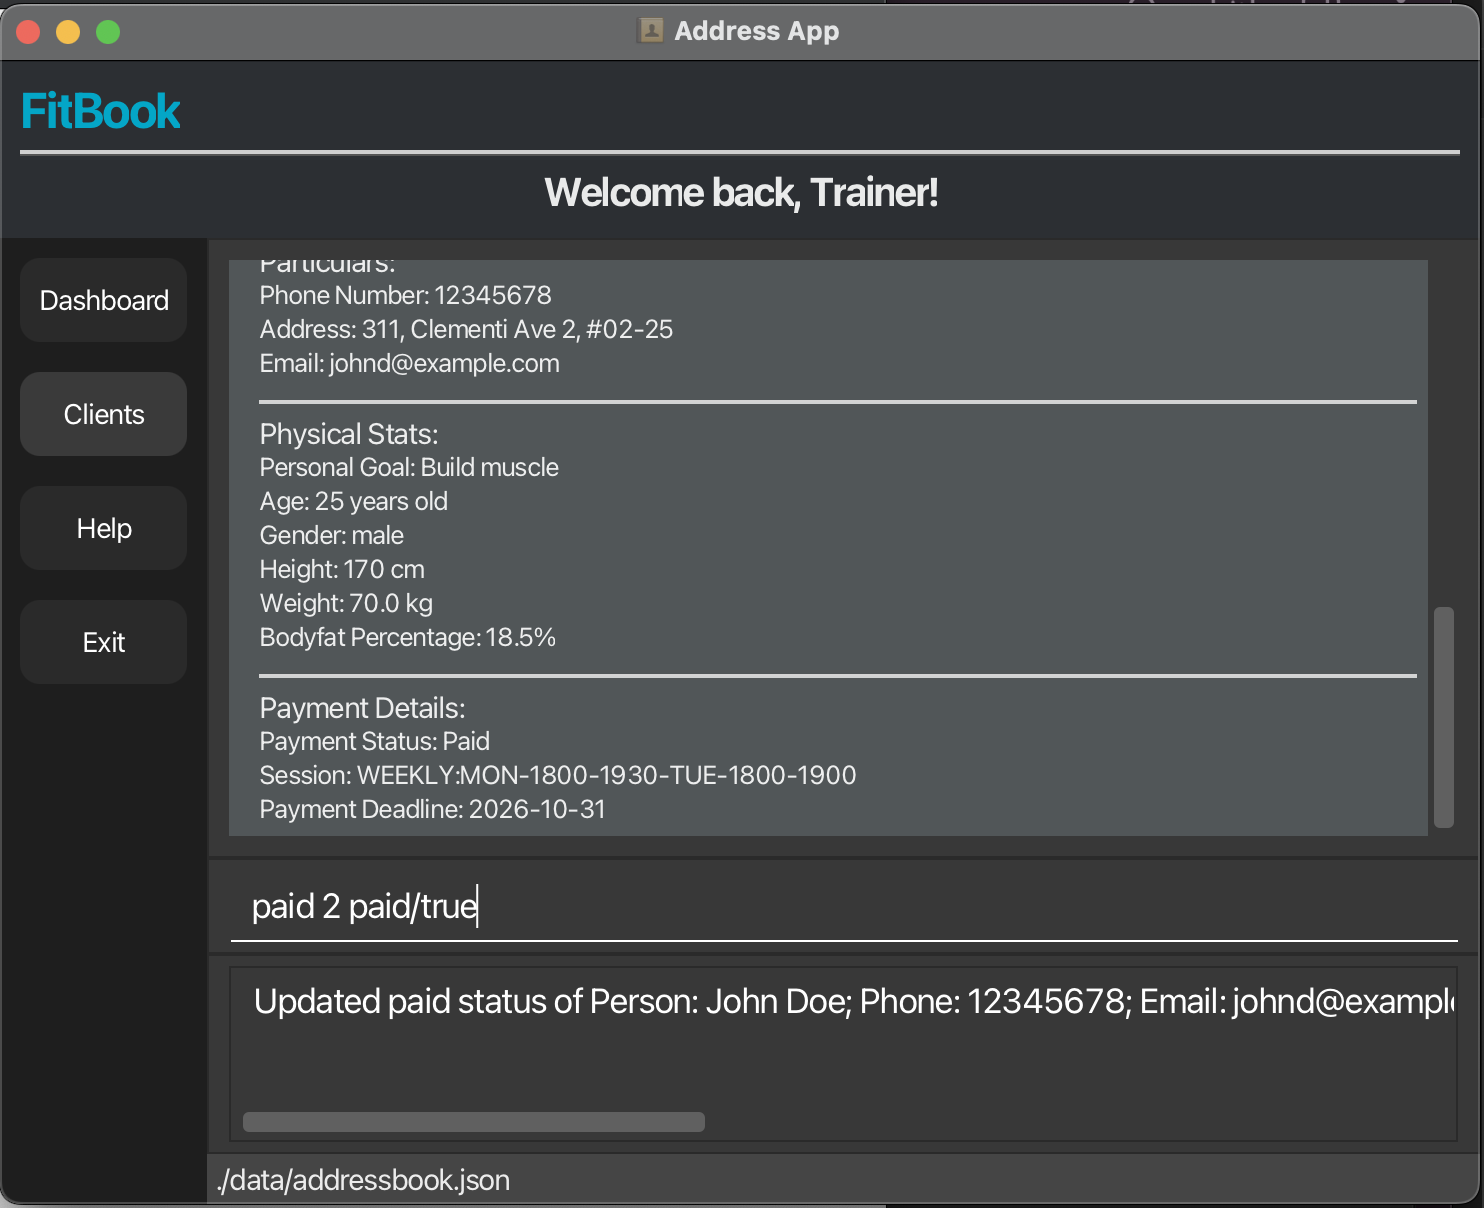 Address App
FitBook
Welcome back, Trainer!
Dashboard
Clients
Help
Exit
Particulars:
Phone Number: 12345678
Address: 311, Clementi Ave 2, #02-25
Email: johnd@example.com
Physical Stats:
Personal Goal: Build muscle
Age: 25 years old
Gender: male
Height: 170 cm
Weight: 70.0 kg
Bodyfat Percentage: 18.5%
Payment Details:
Payment Status: Paid
Session: WEEKLY:MON-1800-1930-TUE-1800-1900
Payment Deadline: 2026-10-31
paid 2 paid/true
Updated paid status of Person: John Doe; Phone: 12345678; Email: johnd@example
./data/addressbook.json